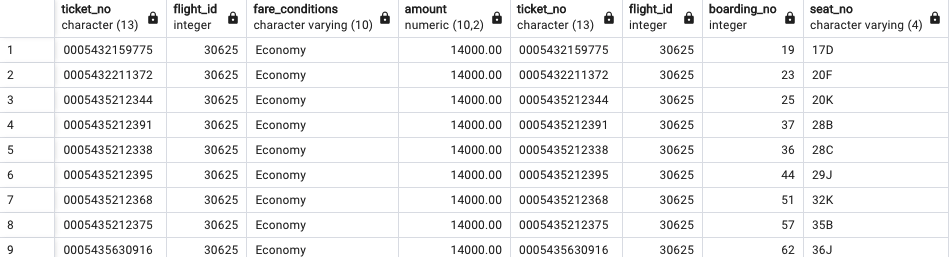 ticket_no flight_id fare_conditions amount ticket_no flight_id boarding_no seat_no
character (13) integer character varying (10) numeric (10,2) character (13) integer integer character varying (4)
1 0005432159775 30625 Economy 14000.00 0005432159775 30625 19 17D
2 0005432211372 30625 Economy 14000.00 0005432211372 30625 23 20F
3 0005435212344 30625 Economy 14000.00 0005435212344 30625 25 20K
4 0005435212391 30625 Economy 14000.00 0005435212391 30625 37 28B
5 0005435212338 30625 Economy 14000.00 0005435212338 30625 36 28C
6 0005435212395 30625 Economy 14000.00 0005435212395 30625 44 29J
7 0005435212368 30625 Economy 14000.00 0005435212368 30625 51 32K
8 0005435212375 30625 Economy 14000.00 0005435212375 30625 57 35B
9 0005435630916 30625 Economy 14000.00 0005435630916 30625 62 36J